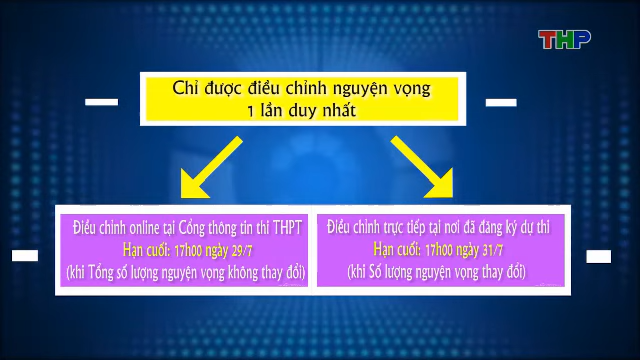 THP
Chỉ được điều chỉnh nguyện vọng
1 lần duy nhất
Điều chỉnh online tại Cổng thông tin thi THPT
Hạn cuối: 17h00 ngày 29/7
(khi Tổng số lượng nguyện vọng không thay đổi)
Điều chỉnh trực tiếp tại nơi đã đăng ký dự thi
Hạn cuối: 17h00 ngày 31/7
(khi Số lượng nguyện vọng thay đổi)